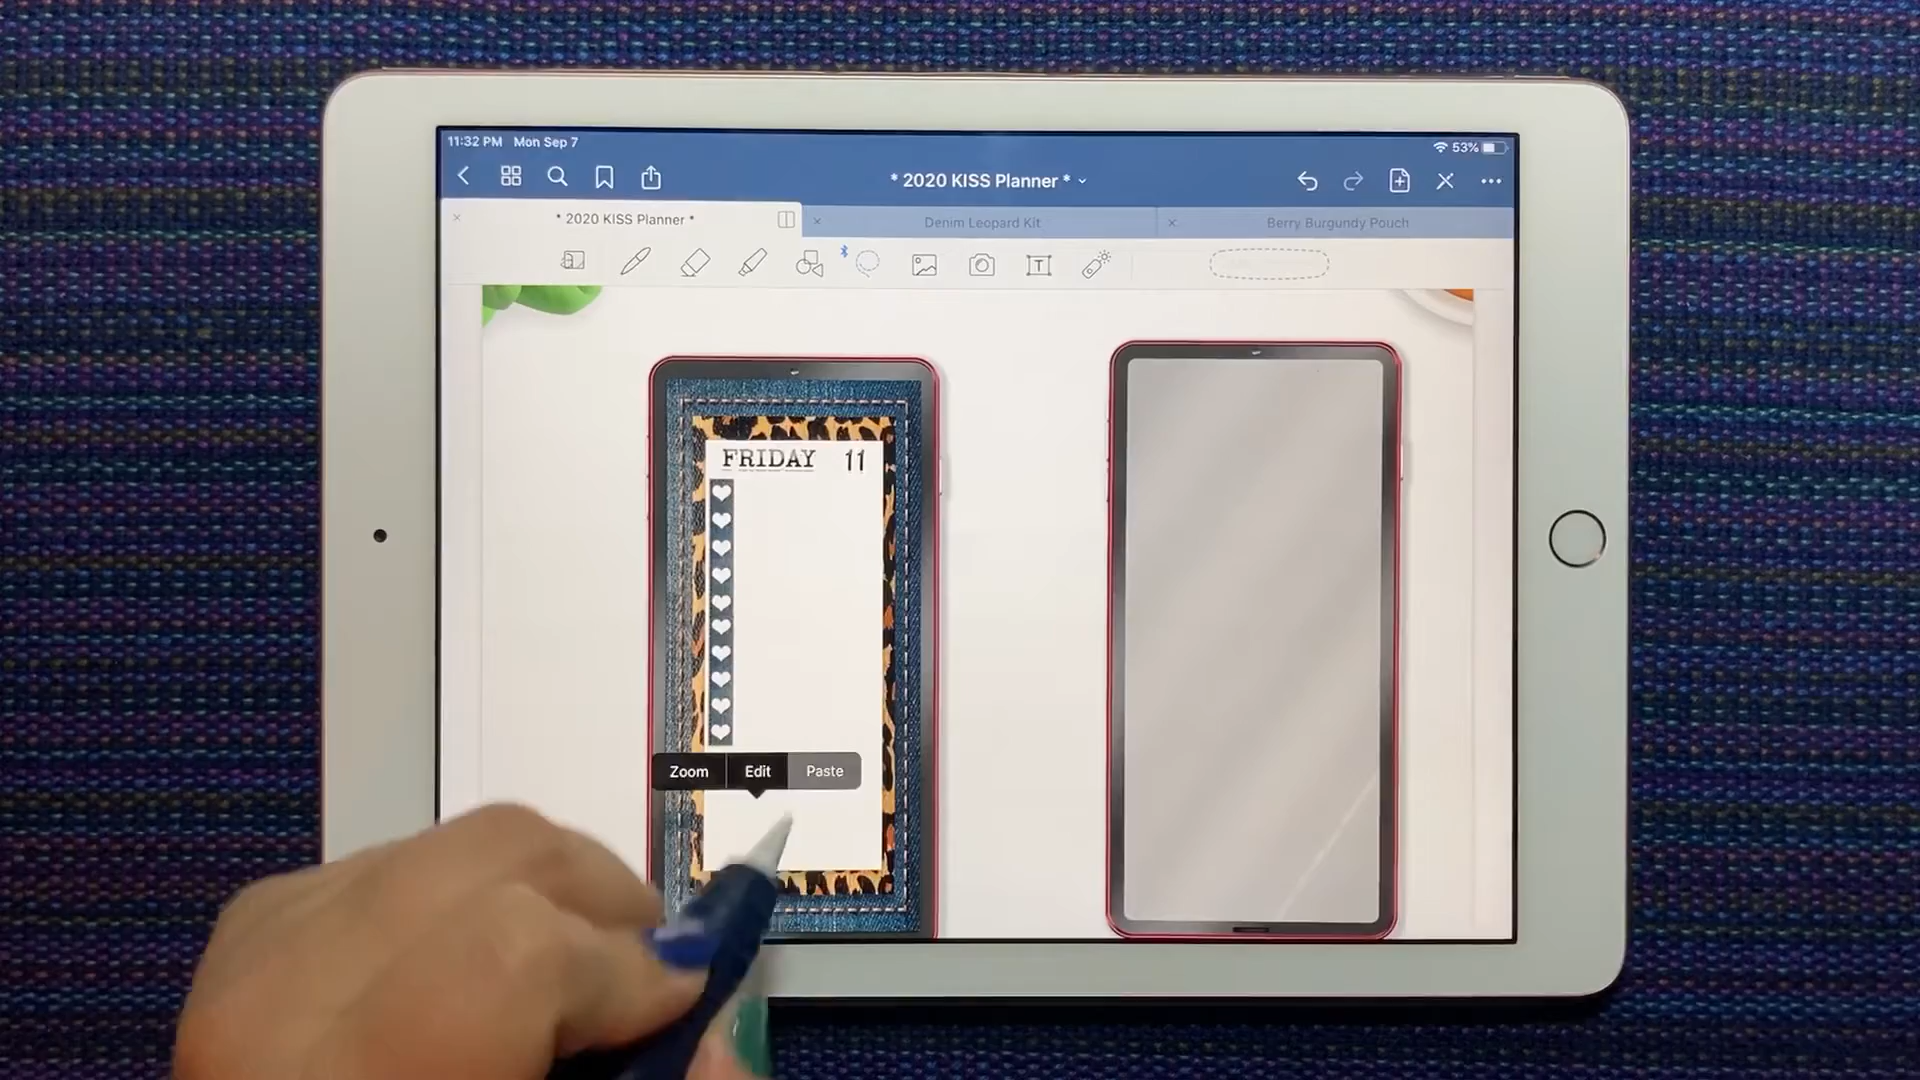 11:32 PM Mon Sep 7
53%
* 2020 KISS Planner *
* 2020 KISS Planner *
Denim Leopard Kit
Berry Burgundy Pouch
T
FRIDAY 11
Zoom Edit Paste